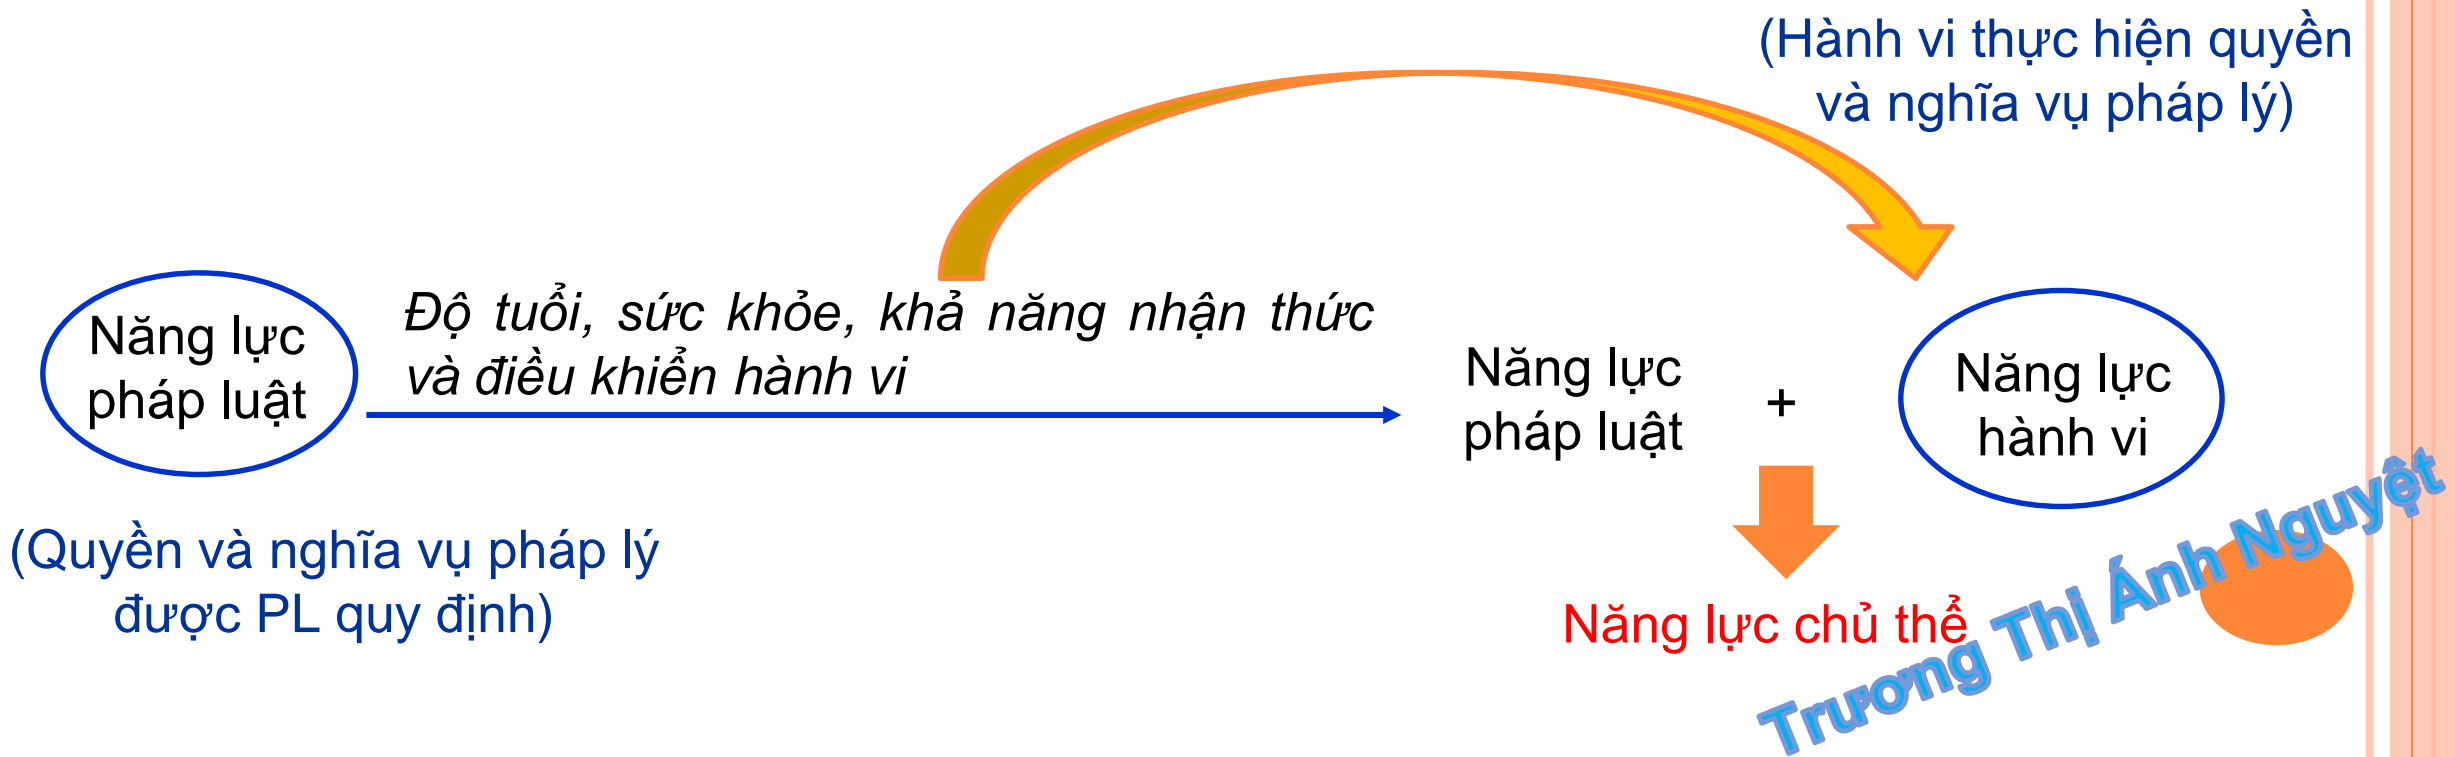 (Hành vi thực hiện quyền
và nghĩa vụ pháp lý)
Năng lực
pháp luật
Độ tuổi, sức khỏe, khả năng nhận thức
và điều khiển hành vi
Năng lực
pháp luật
+
Năng lực
hành vi
(Quyền và nghĩa vụ pháp lý
được PL quy định)
Năng lực chủ thể
Trương Thị Ánh Nguyệt